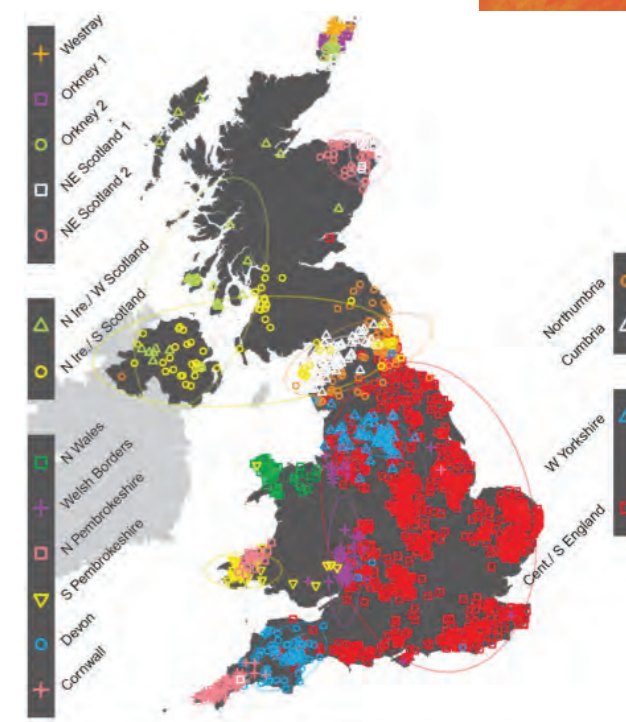 Westray
Orkney 1
Orkney 2
NE Scotland 1
NE Scotland 2
N Ire./ W Scotland
N Ire./ S Scotland
Northumbria
Cumbria
N Wales
Welsh Borders
N Pembrokeshire
S Pembrokeshire
Devon
Cornwall
W Yorkshire
Cent./ S England